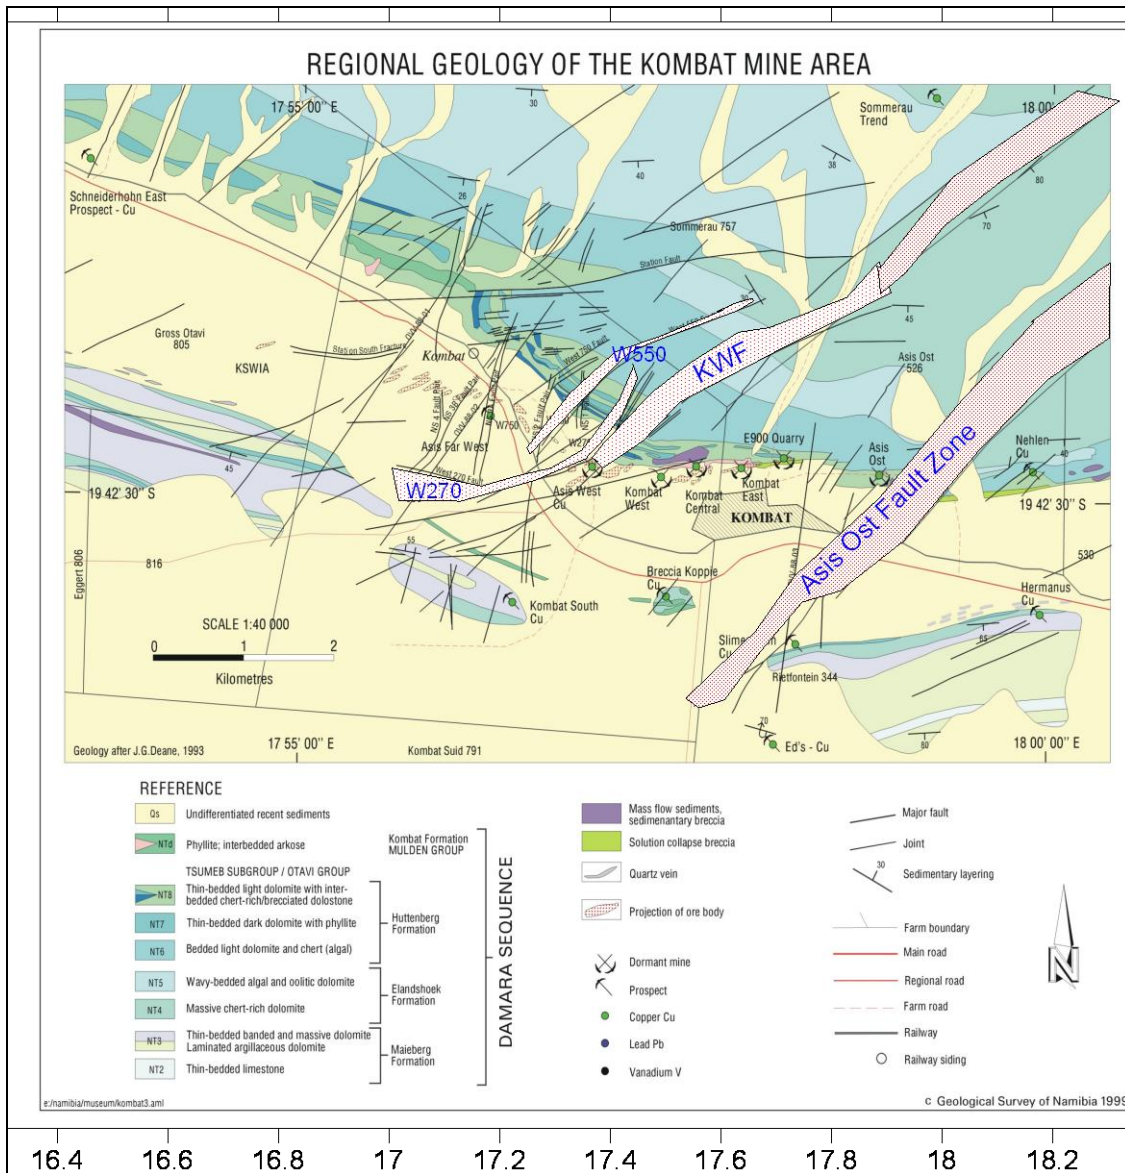 REGIONAL GEOLOGY OF THE KOMBAT MINE AREA
17 55' 00" E
Sommerau
Trend
18 00'
30
40
38
80
26
70
Schneiderhohn East
Prospect - Cu
Sommerau 757
Station Fault
45
Gross Otavi
805
KSWIA
Station South Fracture
Kombat
West 750 Fault
W550
KWF
Asis Ost
526
NS 4 Fault Pair
W750
Asis Far West
E900 Quarry
Asis
Ost
Nehlen
Cu
40
45
West 270 Fault
W270
19 42' 30" S
Asis West
Cu
Kombat
West
Kombat
Central
Kombat
East
KOMBAT
19 42' 30" S
Asis Ost Fault Zone
Eggert 806
816
55
530
Breccia Koppie
Cu
Hermanus
Cu
Kombat South
Cu
SCALE 1:40 000
0 1 2
Kilometres
65
Rietfontein 344
70
80
Ed's - Cu
Geology after J.G.Deane, 1993
17 55' 00" E
Kombat Suid 791
18 00' 00" E
REFERENCE
Qs Undifferentiated recent sediments
NTd Phyllite; interbedded arkose
Kombat Formation
MULDEN GROUP
TSUMEB SUBGROUP / OTAVI GROUP
NT8 Thin-bedded light dolomite with inter-
bedded chert-rich/brecciated dolostone
NT7 Thin-bedded dark dolomite with phyllite
Huttenberg
Formation
NT6 Bedded light dolomite and chert (algal)
NT5 Wavy-bedded algal and oolitic dolomite
Elandshoek
Formation
NT4 Massive chert-rich dolomite
NT3 Thin-bedded banded and massive dolomite
Laminated argillaceous dolomite
Maieberg
Formation
NT2 Thin-bedded limestone
DAMARA SEQUENCE
Mass flow sediments,
sedimenantary breccia
Solution collapse breccia
Quartz vein
Projection of ore body
Dormant mine
Prospect
Copper Cu
Lead Pb
Vanadium V
Major fault
Joint
30
Sedimentary layering
Farm boundary
Main road
Regional road
Farm road
Railway
Railway siding
N
e:/namibia/museum/kombat3.aml
c Geological Survey of Namibia 1999
16.4 16.6 16.8 17 17.2 17.4 17.6 17.8 18 18.2